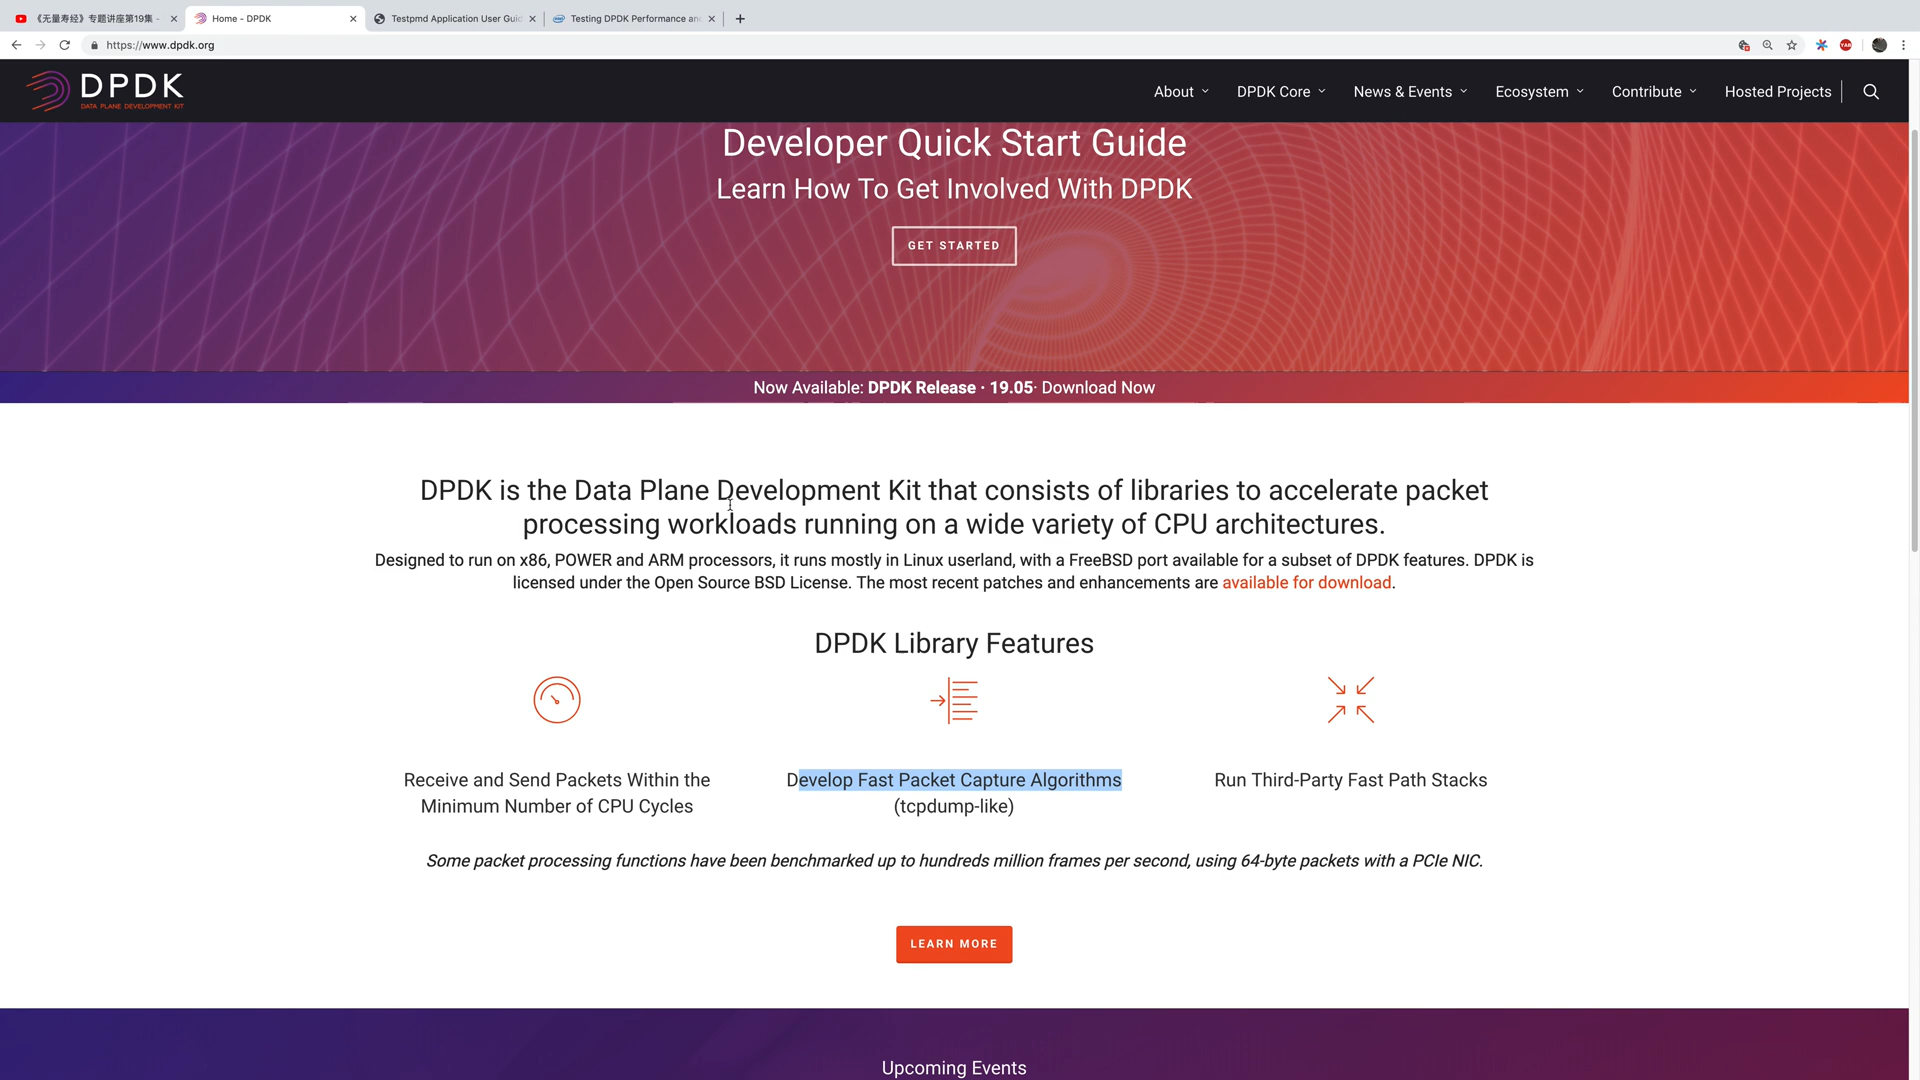 《无量寿经》专题讲座第19集 -
Home - DPDK
Testpmd Application User Gui
Testing DPDK Performance an
https://www.dpdk.org
DPDK
DATA PLANE DEVELOPMENT KIT
About
DPDK Core
News & Events
Ecosystem
Contribute
Hosted Projects
Developer Quick Start Guide
Learn How To Get Involved With DPDK
GET STARTED
Now Available: DPDK Release · 19.05· Download Now
DPDK is the Data Plane Development Kit that consists of libraries to accelerate packet
processing workloads running on a wide variety of CPU architectures.
Designed to run on x86, POWER and ARM processors, it runs mostly in Linux userland, with a FreeBSD port available for a subset of DPDK features. DPDK is
licensed under the Open Source BSD License. The most recent patches and enhancements are available for download.
DPDK Library Features
Receive and Send Packets Within the
Minimum Number of CPU Cycles
Develop Fast Packet Capture Algorithms
(tcpdump-like)
Run Third-Party Fast Path Stacks
Some packet processing functions have been benchmarked up to hundreds million frames per second, using 64-byte packets with a PCIe NIC.
LEARN MORE
Upcoming Events